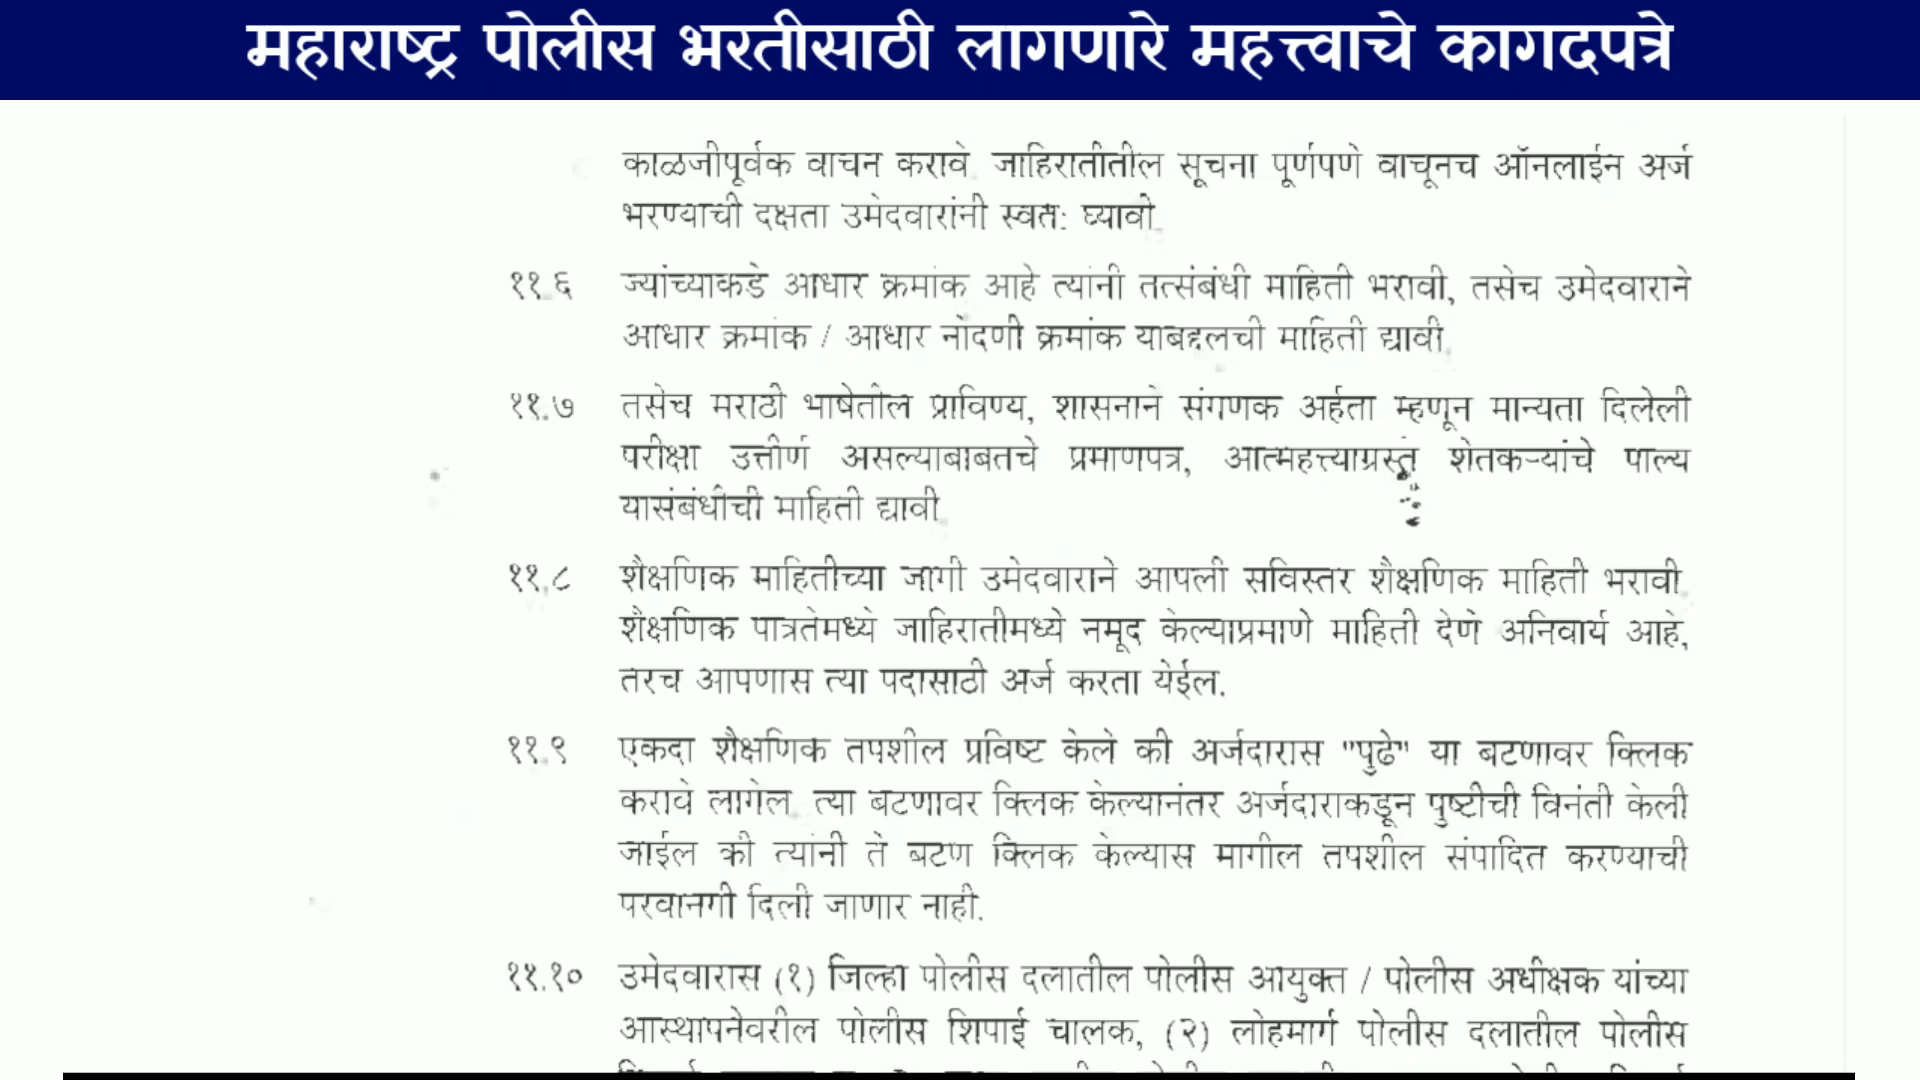 महाराष्ट्र पोलीस भरतीसाठी लागणारे महत्त्वाचे कागदपत्रे
काळजीपूर्वक वाचन करावे. जाहिरातीतील सूचना पूर्णपणे वाचूनच ऑनलाईन अर्ज
भरण्याची दक्षता उमेदवारांनी स्वत: घ्यावी.
११.६ ज्यांच्याकडे आधार क्रमांक आहे त्यांनी तत्संबंधी माहिती भरावी, तसेच उमेदवाराने
आधार क्रमांक / आधार नोंदणी क्रमांक याबद्दलची माहिती द्यावी.
११.७ तसेच मराठी भाषेतील प्राविण्य, शासनाने संगणक अर्हता म्हणून मान्यता दिलेली
परीक्षा उत्तीर्ण असल्याबाबतचे प्रमाणपत्र, आत्महत्त्याग्रस्त शेतकऱ्यांचे पाल्य
यासंबंधीची माहिती द्यावी.
११.८ शैक्षणिक माहितीच्या जागी उमेदवाराने आपली सविस्तर शैक्षणिक माहिती भरावी.
शैक्षणिक पात्रतेमध्ये जाहिरातीमध्ये नमूद केल्याप्रमाणे माहिती देणे अनिवार्य आहे,
तरच आपणास त्या पदासाठी अर्ज करता येईल.
११.९ एकदा शैक्षणिक तपशील प्रविष्ट केले की अर्जदारास "पुढे" या बटणावर क्लिक
करावे लागेल. त्या बटणावर क्लिक केल्यानंतर अर्जदाराकडून पुष्टीची विनंती केली
जाईल की त्यांनी ते बटण क्लिक केल्यास मागील तपशील संपादित करण्याची
परवानगी दिली जाणार नाही.
११.१० उमेदवारास (१) जिल्हा पोलीस दलातील पोलीस आयुक्त / पोलीस अधीक्षक यांच्या
आस्थापनेवरील पोलीस शिपाई चालक, (२) लोहमार्ग पोलीस दलातील पोलीस